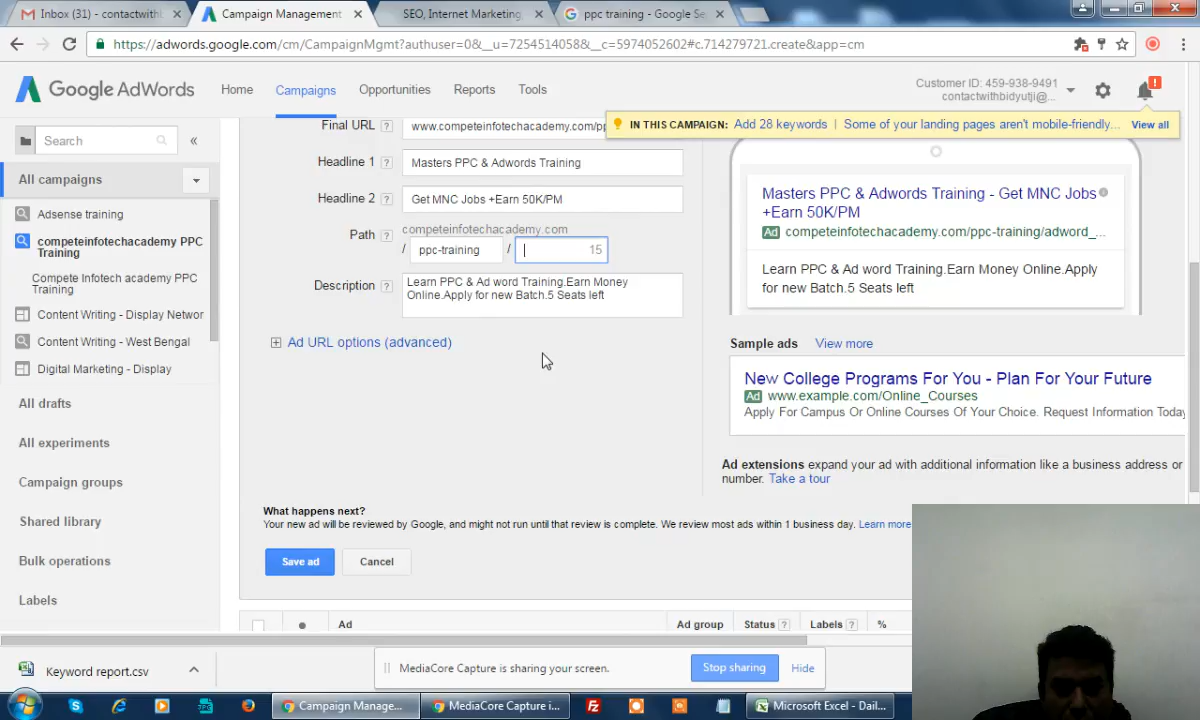 Inbox (31) - contactwithb
Campaign Management
SEO, Internet Marketing,
ppc training - Google Se
https://adwords.google.com/cm/CampaignMgmt?authuser=0&__u=7254514058&__c=5974052602#c.714279721.create&app=cm
Google AdWords
Home
Campaigns
Opportunities
Reports
Tools
Customer ID: 459-938-9491
contactwithbidyutji@...
!
Search
«
IN THIS CAMPAIGN: Add 28 keywords | Some of your landing pages aren't mobile-friendly... View all
All campaigns
Adsense training
competeinfotechacademy PPC
Training
Compete Infotech academy PPC
Training
Content Writing - Display Networ
Content Writing - West Bengal
Digital Marketing - Display
All drafts
All experiments
Campaign groups
Shared library
Bulk operations
Labels
Final URL ? www.competeinfotechacademy.com/pp
Headline 1 ? Masters PPC & Adwords Training
Headline 2 ? Get MNC Jobs +Earn 50K/PM
Path ? competeinfotechacademy.com
/ ppc-training / 15
Description ? Learn PPC & Ad word Training.Earn Money
Online.Apply for new Batch.5 Seats left
Ad URL options (advanced)
Masters PPC & Adwords Training - Get MNC Jobs
+Earn 50K/PM
Ad competeinfotechacademy.com/ppc-training/adword_...
Learn PPC & Ad word Training.Earn Money Online.Apply
for new Batch.5 Seats left
Sample ads View more
New College Programs For You - Plan For Your Future
Ad www.example.com/Online_Courses
Apply For Campus Or Online Courses Of Your Choice. Request Information Today
Ad extensions expand your ad with additional information like a business address or
number. Take a tour
What happens next?
Your new ad will be reviewed by Google, and might not run until that review is complete. We review most ads within 1 business day. Learn more
Save ad
Cancel
Ad
Ad group
Status ?
Labels ?
%
Keyword report.csv
MediaCore Capture is sharing your screen.
Stop sharing
Hide
Campaign Manage...
MediaCore Capture i...
Microsoft Excel - Dail...